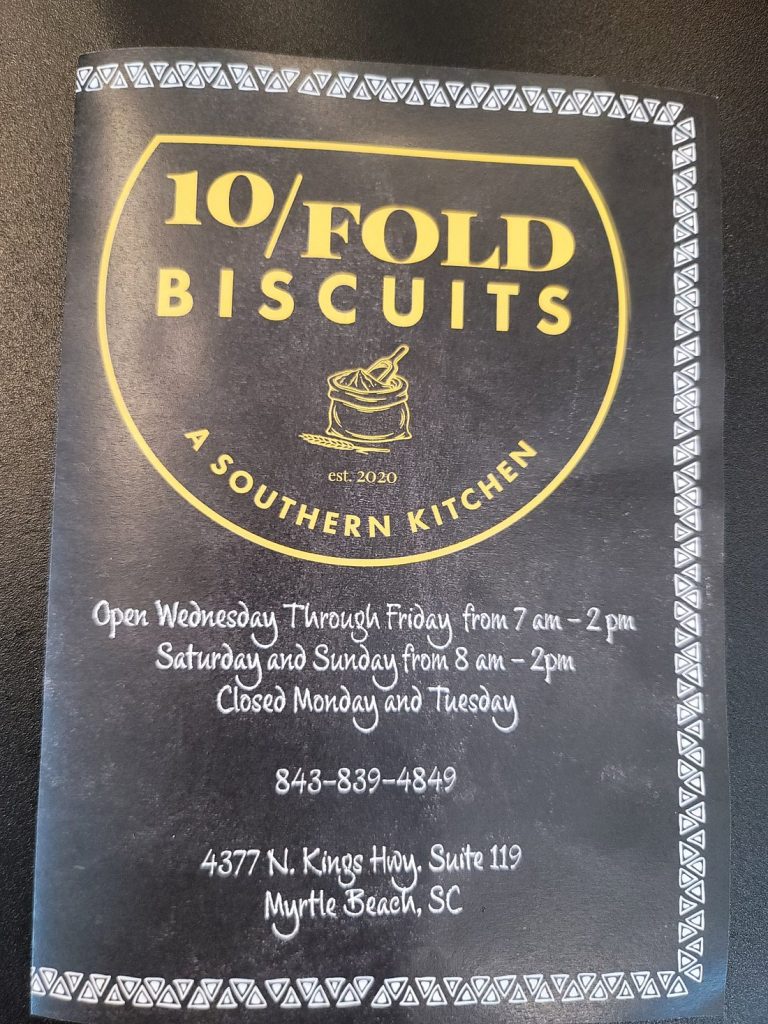 10/FOLD
BISCUITS
est. 2020
A SOUTHERN KITCHEN
Open Wednesday Through Friday from 7 am - 2 pm
Saturday and Sunday from 8 am - 2pm
Closed Monday and Tuesday
843-839-4849
4377 N. Kings Hwy. Suite 119
Myrtle Beach, SC